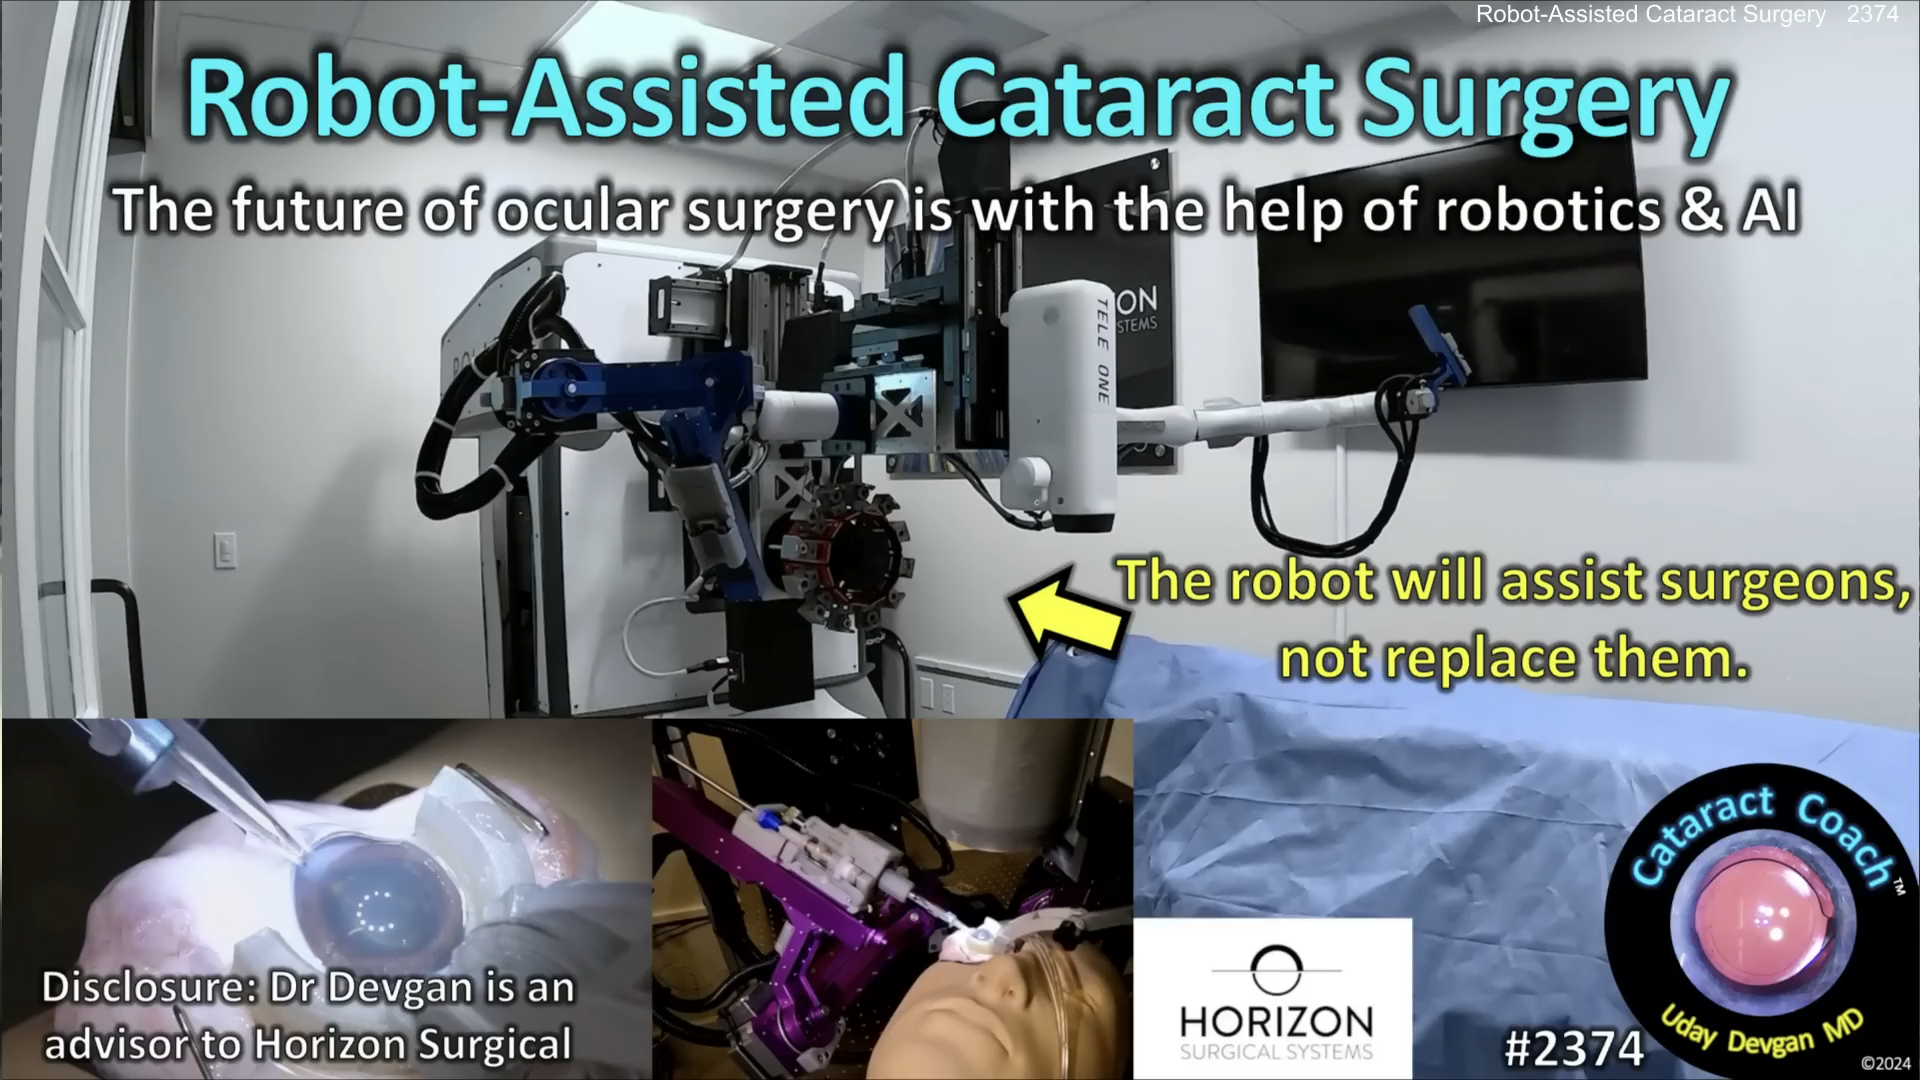 Robot-Assisted Cataract Surgery 2374
Robot-Assisted Cataract Surgery
The future of ocular surgery is with the help of robotics & AI
ON
STEMS
TELE ONE
The robot will assist surgeons,
not replace them.
Disclosure: Dr Devgan is an
advisor to Horizon Surgical
HORIZON
SURGICAL SYSTEMS
#2374
Cataract Coach™
Uday Devgan MD
©2024